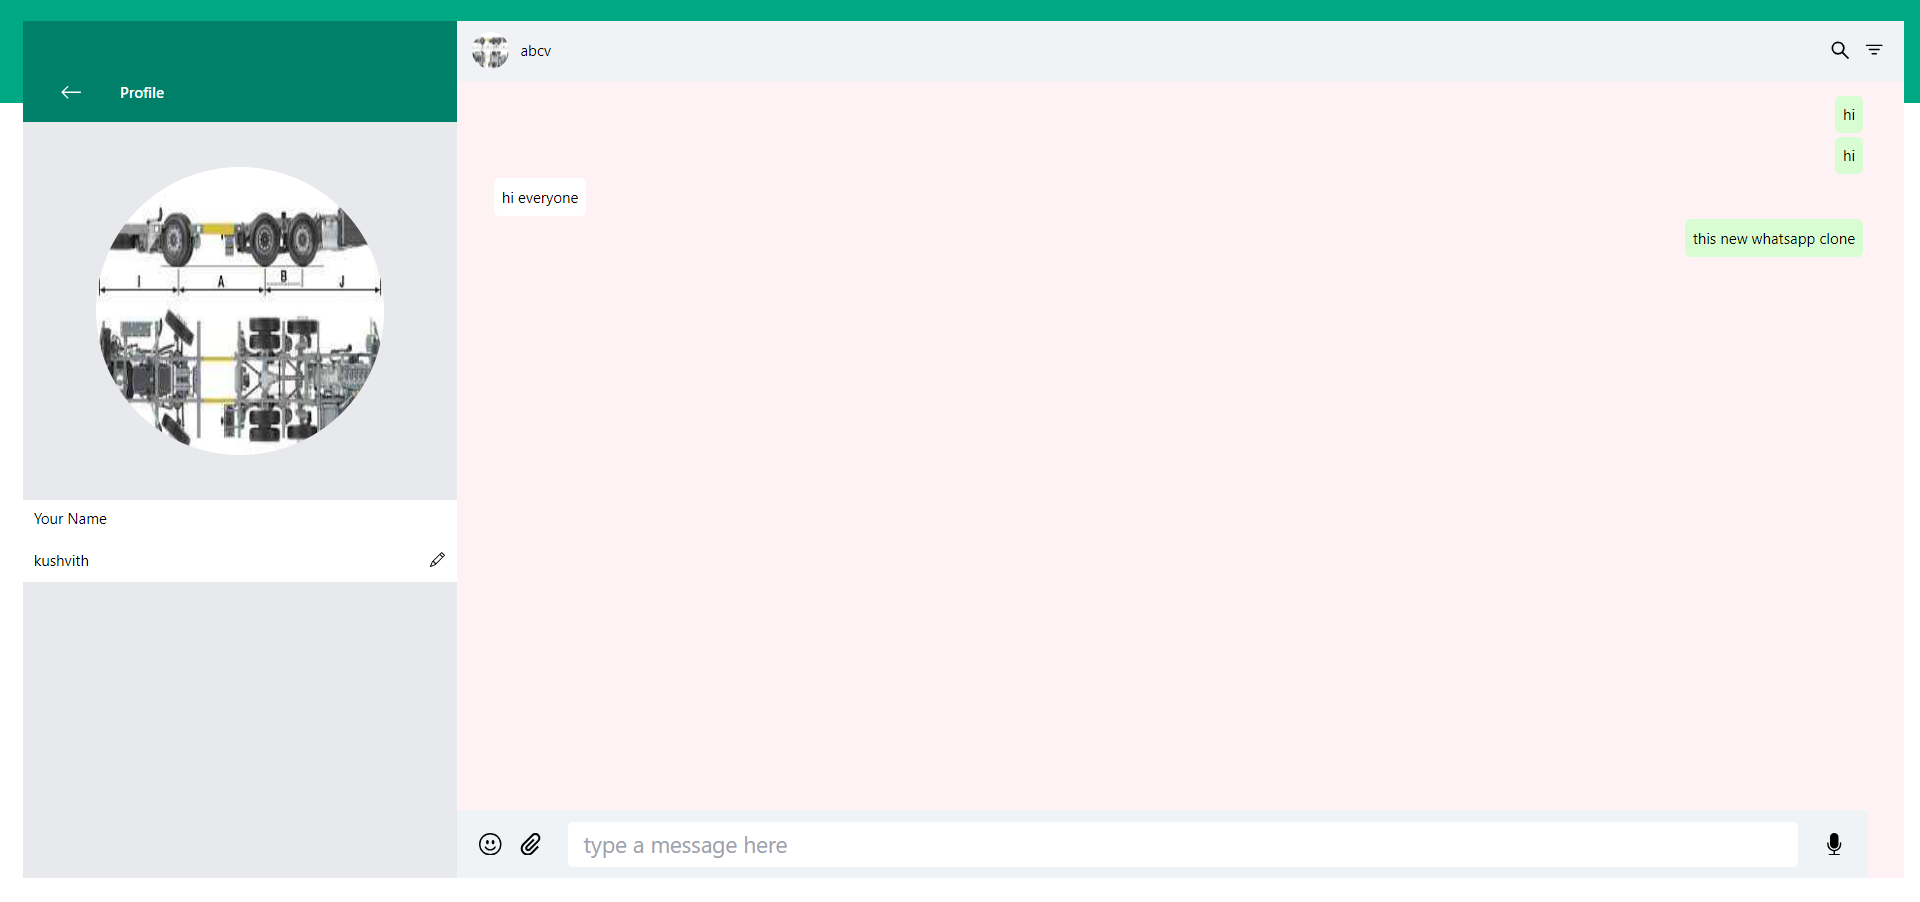 Profile
I A B J
Your Name
kushvith
abcv
hi
hi
hi everyone
this new whatsapp clone
type a message here